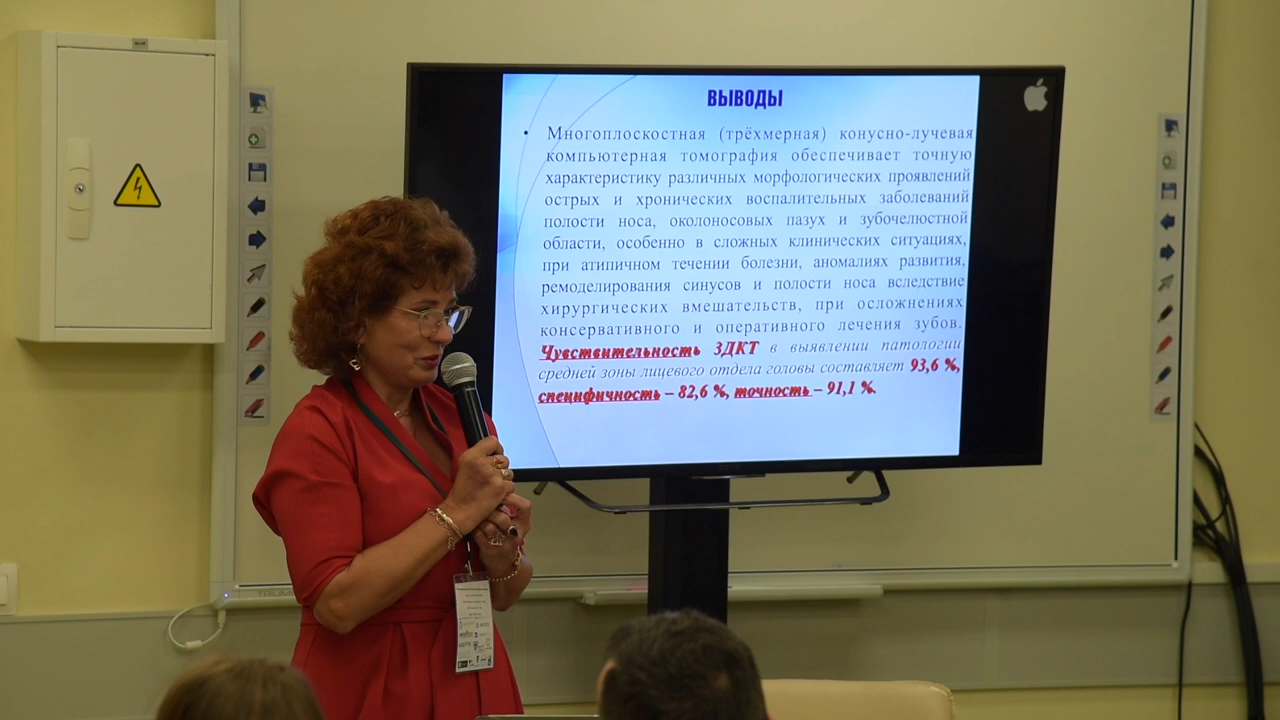 ВЫВОДЫ
• Многоплоскостная (трёхмерная) конусно-лучевая
компьютерная томография обеспечивает точную
характеристику различных морфологических проявлений
острых и хронических воспалительных заболеваний
полости носа, околоносовых пазух и зубочелюстной
области, особенно в сложных клинических ситуациях,
при атипичном течении болезни, аномалиях развития,
ремоделирования синусов и полости носа вследствие
хирургических вмешательств, при осложнениях
консервативного и оперативного лечения зубов.
Чувствительность 3ДКТ в выявлении патологии
средней зоны лицевого отдела головы составляет 93,6 %,
специфичность – 82,6 %, точность – 91,1 %.